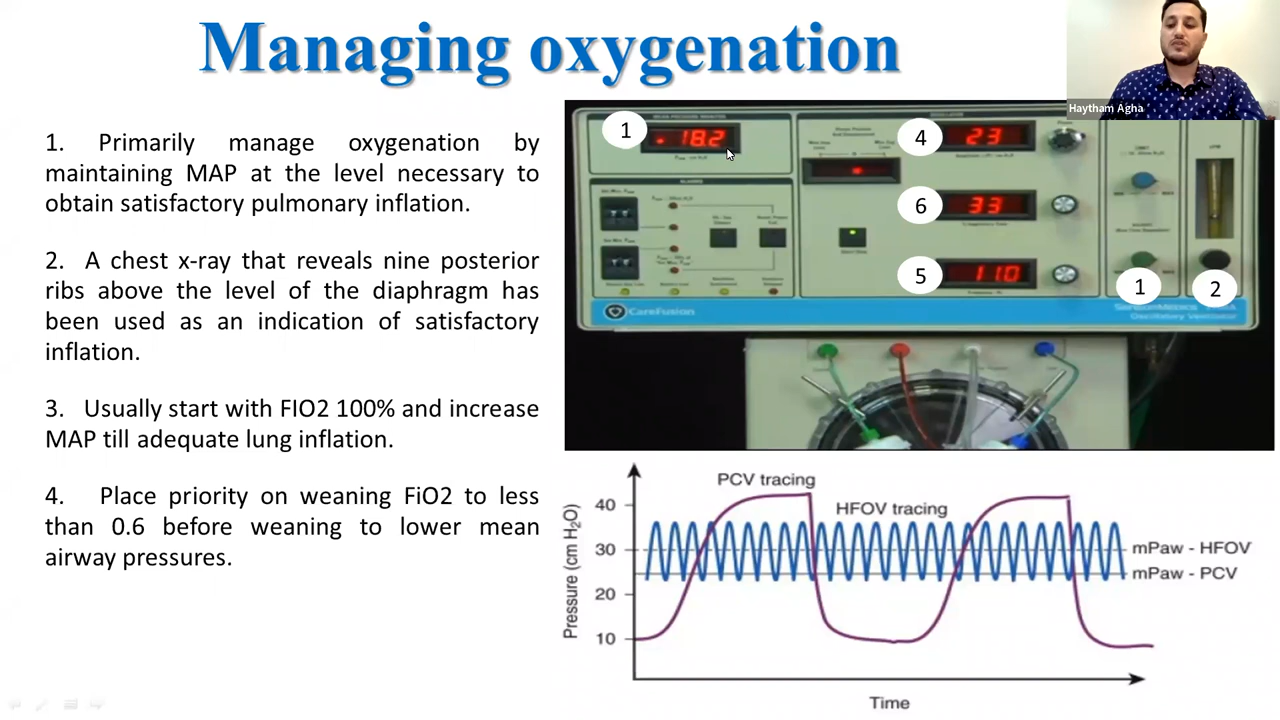 Managing oxygenation
Haytham Agha
1. Primarily manage oxygenation by
maintaining MAP at the level necessary to
obtain satisfactory pulmonary inflation.
2. A chest x-ray that reveals nine posterior
ribs above the level of the diaphragm has
been used as an indication of satisfactory
inflation.
3. Usually start with FIO2 100% and increase
MAP till adequate lung inflation.
4. Place priority on weaning FiO2 to less
than 0.6 before weaning to lower mean
airway pressures.
1
18.2
4
23
6
33
5
110
1
2
CareFusion
Oscillatory Ventilator
PCV tracing
HFOV tracing
mPaw - HFOV
mPaw - PCV
Pressure (cm H₂O)
40
30
20
10
Time